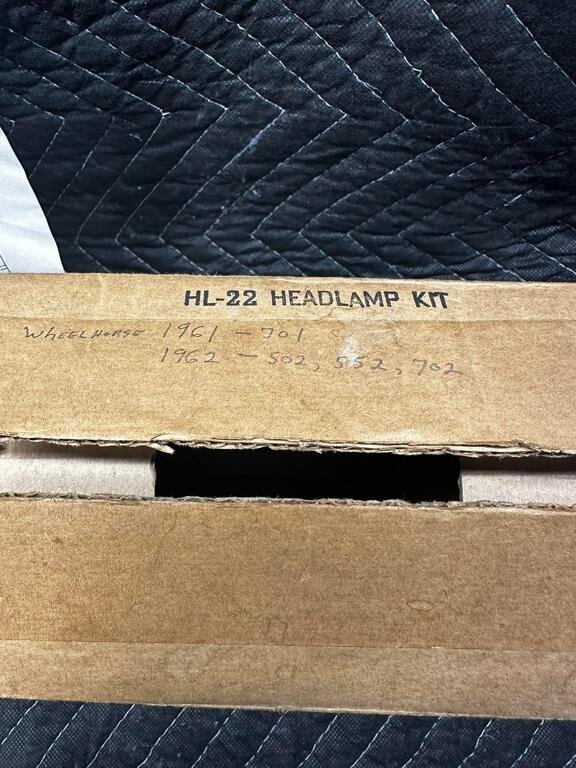 HL-22 HEADLAMP KIT
WHEELHORSE 1961 - 701
1962 - 502, 552, 702